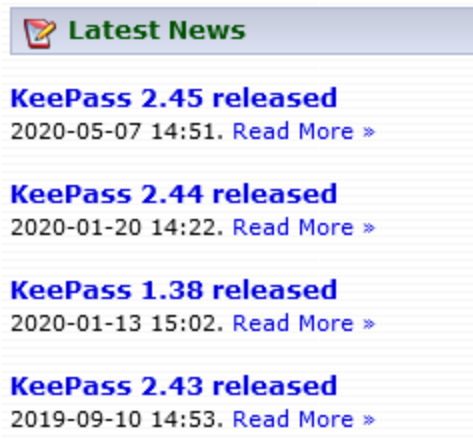 Latest News
KeePass 2.45 released
2020-05-07 14:51. Read More »
KeePass 2.44 released
2020-01-20 14:22. Read More »
KeePass 1.38 released
2020-01-13 15:02. Read More »
KeePass 2.43 released
2019-09-10 14:53. Read More »